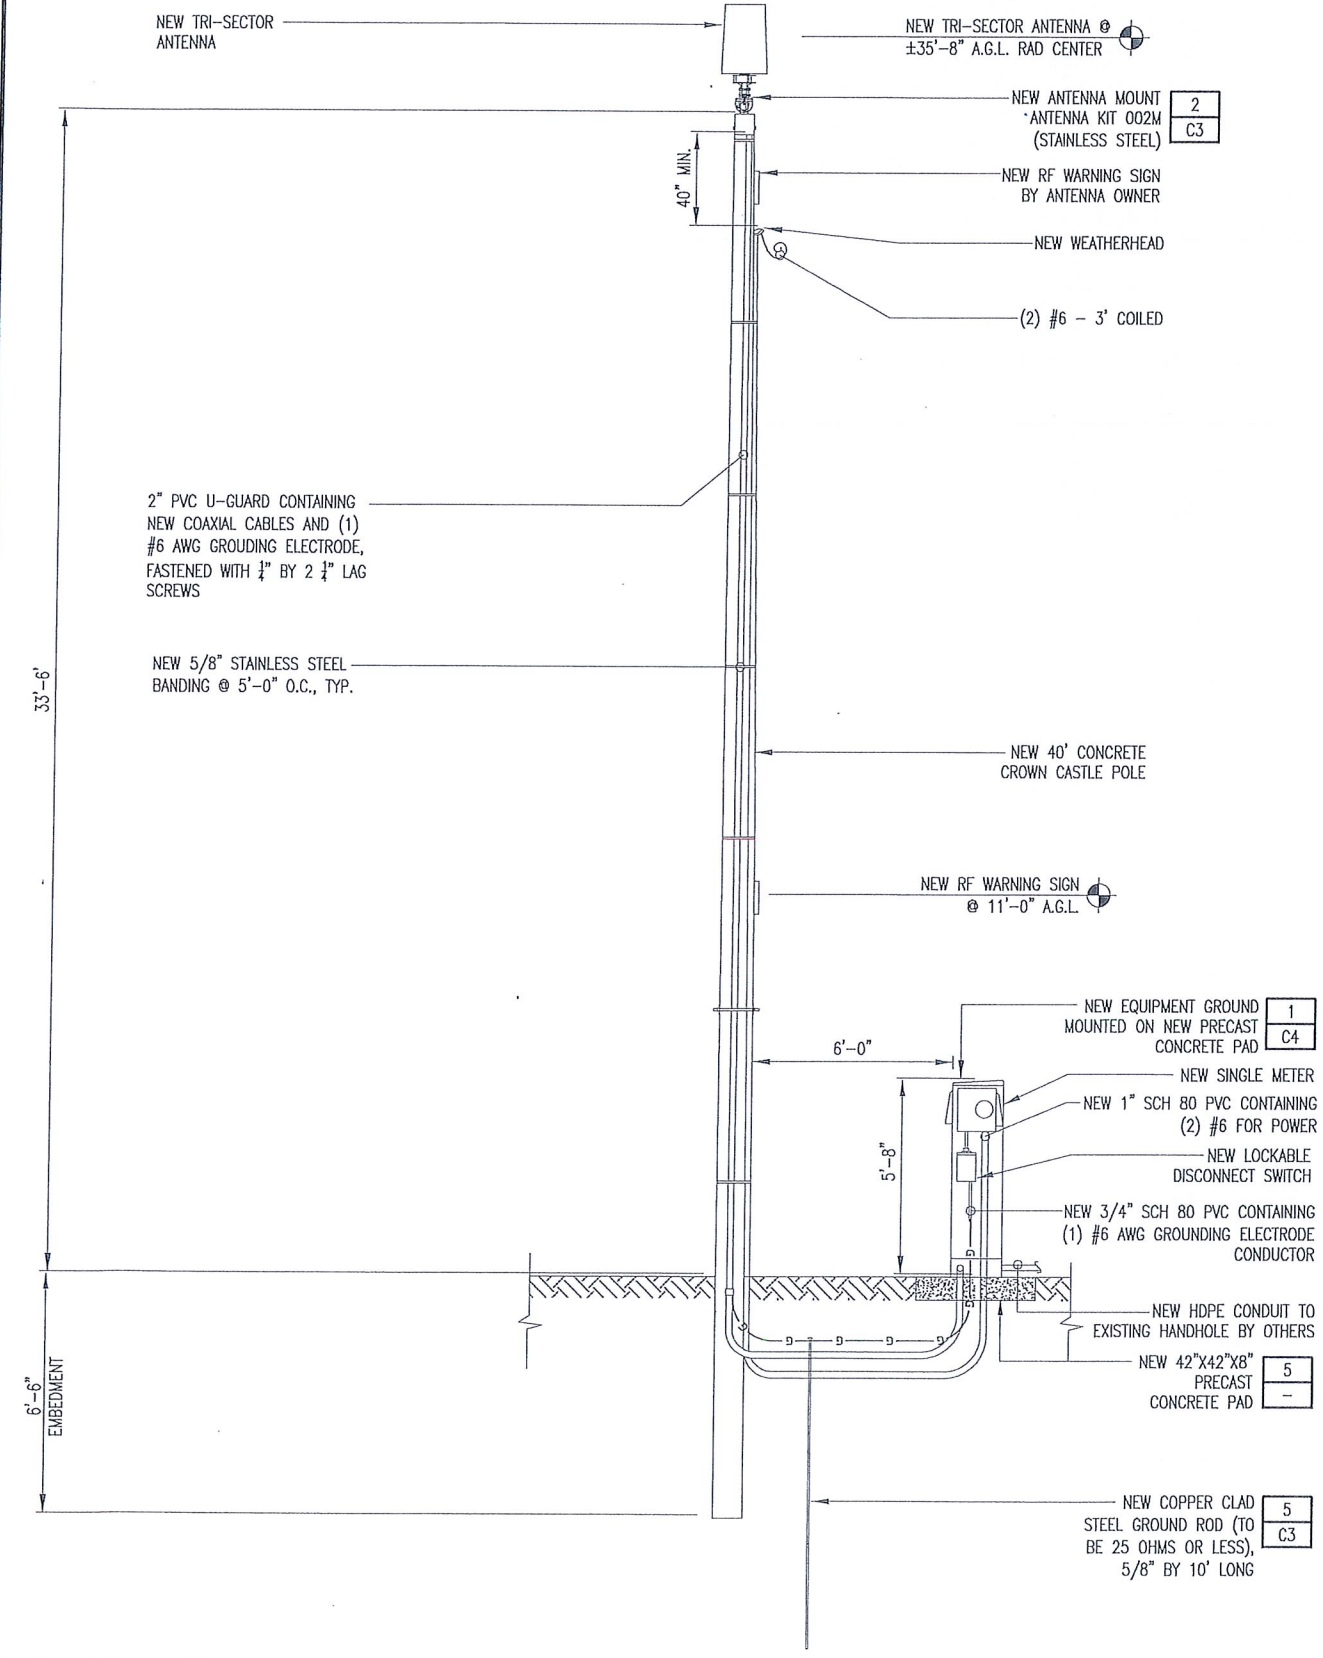 NEW TRI-SECTOR
ANTENNA
NEW TRI-SECTOR ANTENNA @
±35'-8" A.G.L. RAD CENTER
NEW ANTENNA MOUNT
ANTENNA KIT 002M
(STAINLESS STEEL)
2
C3
40" MIN.
NEW RF WARNING SIGN
BY ANTENNA OWNER
NEW WEATHERHEAD
(2) #6 - 3' COILED
2" PVC U-GUARD CONTAINING
NEW COAXIAL CABLES AND (1)
#6 AWG GROUDING ELECTRODE,
FASTENED WITH ¼" BY 2 ¼" LAG
SCREWS
NEW 5/8" STAINLESS STEEL
BANDING @ 5'-0" O.C., TYP.
33'-6'
NEW 40' CONCRETE
CROWN CASTLE POLE
NEW RF WARNING SIGN
@ 11'-0" A.G.L.
NEW EQUIPMENT GROUND
MOUNTED ON NEW PRECAST
CONCRETE PAD
1
C4
6'-0"
NEW SINGLE METER
NEW 1" SCH 80 PVC CONTAINING
(2) #6 FOR POWER
5'-8"
NEW LOCKABLE
DISCONNECT SWITCH
NEW 3/4" SCH 80 PVC CONTAINING
(1) #6 AWG GROUNDING ELECTRODE
CONDUCTOR
G
G
NEW HDPE CONDUIT TO
EXISTING HANDHOLE BY OTHERS
G
G
G
G
G
NEW 42"X42"X8"
PRECAST
CONCRETE PAD
5
-
6'-6"
EMBEDMENT
NEW COPPER CLAD
STEEL GROUND ROD (TO
BE 25 OHMS OR LESS),
5/8" BY 10' LONG
5
C3